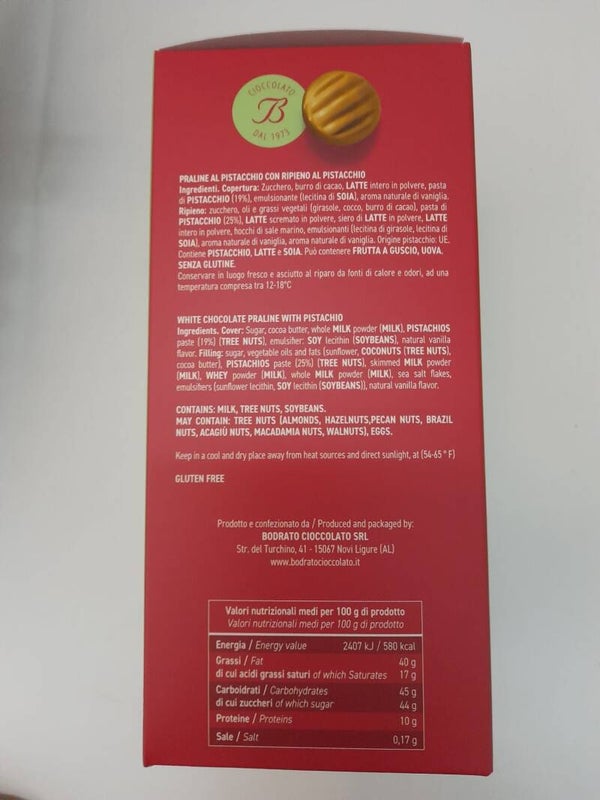 CIOCCOLATO
B
DAL 1973
PRALINE AL PISTACCHIO CON RIPIENO AL PISTACCHIO
Ingredienti. Copertura: Zucchero, burro di cacao, LATTE intero in polvere, pasta
di PISTACCHIO (19%), emulsionante (lecitina di SOIA), aroma naturale di vaniglia.
Ripieno: zucchero, oli e grassi vegetali (girasole, cocco, burro di cacao), pasta di
PISTACCHIO (25%), LATTE scremato in polvere, siero di LATTE in polvere, LATTE
intero in polvere, fiocchi di sale marino, emulsionanti (lecitina di girasole, lecitina di
SOIA), aroma naturale di vaniglia, aroma naturale di vaniglia. Origine pistacchio: UE.
Contiene PISTACCHIO, LATTE e SOIA. Può contenere FRUTTA A GUSCIO, UOVA.
SENZA GLUTINE.
Conservare in luogo fresco e asciutto al riparo da fonti di calore e odori, ad una
temperatura compresa tra 12-18°C
WHITE CHOCOLATE PRALINE WITH PISTACHIO
Ingredients. Cover: Sugar, cocoa butter, whole MILK powder (MILK), PISTACHIOS
paste (19%) (TREE NUTS), emulsifier: SOY lecithin (SOYBEANS), natural vanilla
flavor. Filling: sugar, vegetable oils and fats (sunflower, COCONUTS (TREE NUTS),
cocoa butter), PISTACHIOS paste (25%) (TREE NUTS), skimmed MILK powder
(MILK), WHEY powder (MILK), whole MILK powder (MILK), sea salt flakes,
emulsifiers (sunflower lecithin, SOY lecithin (SOYBEANS)), natural vanilla flavor.
CONTAINS: MILK, TREE NUTS, SOYBEANS.
MAY CONTAIN: TREE NUTS (ALMONDS, HAZELNUTS,PECAN NUTS, BRAZIL
NUTS, ACAGIÙ NUTS, MACADAMIA NUTS, WALNUTS), EGGS.
Keep in a cool and dry place away from heat sources and direct sunlight, at (54-65 ° F)
GLUTEN FREE
Prodotto e confezionato da / Produced and packaged by:
BODRATO CIOCCOLATO SRL
Str. del Turchino, 41 - 15067 Novi Ligure (AL)
www.bodratocioccolato.it
Valori nutrizionali medi per 100 g di prodotto
Valori nutrizionali medi per 100 g di prodotto
Energia / Energy value 2407 kJ / 580 kcal
Grassi / Fat 40 g
di cui acidi grassi saturi of which Saturates 17 g
Carboidrati / Carbohydrates 45 g
di cui zuccheri of which sugar 44 g
Proteine / Proteins 10 g
Sale / Salt 0,17 g